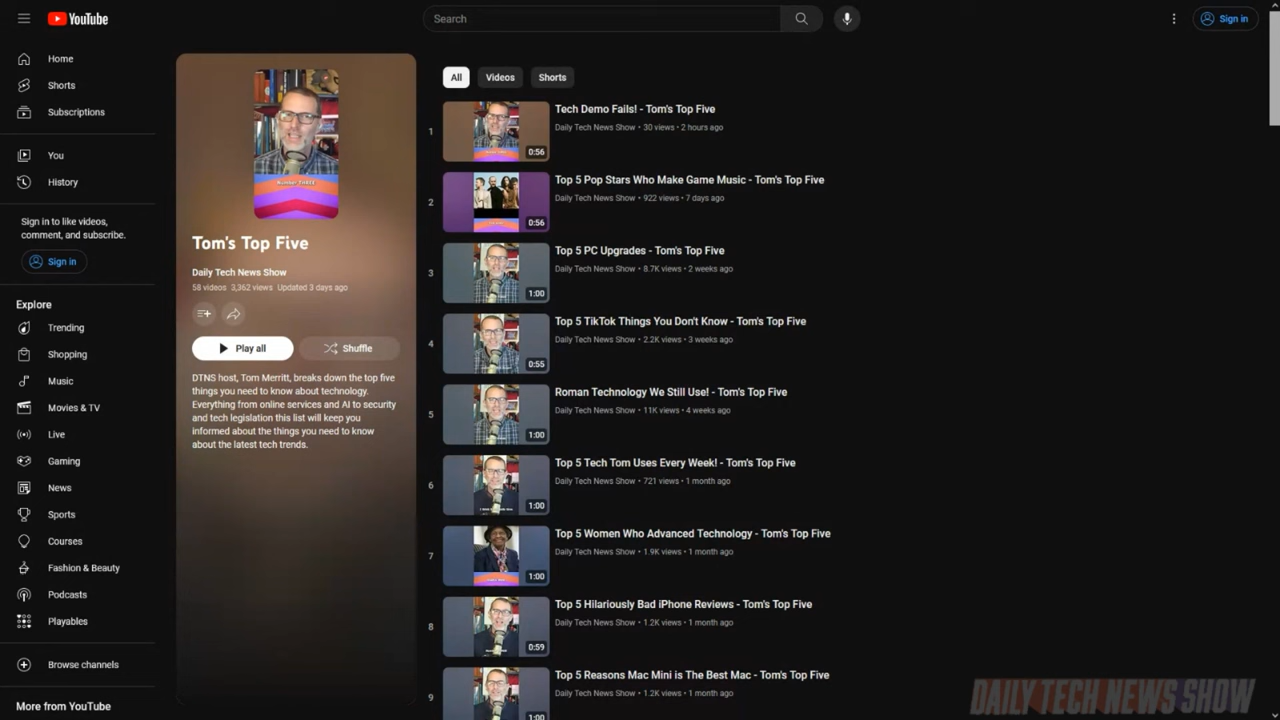 YouTube
Search
Sign in
Home
Shorts
Subscriptions
You
History
Sign in to like videos,
comment, and subscribe.
Sign in
Explore
Trending
Shopping
Music
Movies & TV
Live
Gaming
News
Sports
Courses
Fashion & Beauty
Podcasts
Playables
Browse channels
More from YouTube
Number THREE
Tom's Top Five
Daily Tech News Show
58 videos 3,362 views Updated 3 days ago
Play all
Shuffle
DTNS host, Tom Merritt, breaks down the top five
things you need to know about technology.
Everything from online services and AI to security
and tech legislation this list will keep you
informed about the things you need to know
about the latest tech trends.
All
Videos
Shorts
1
0:56
Tech Demo Fails! - Tom's Top Five
Daily Tech News Show • 30 views • 2 hours ago
2
0:56
Top 5 Pop Stars Who Make Game Music - Tom's Top Five
Daily Tech News Show • 922 views • 7 days ago
3
1:00
Top 5 PC Upgrades - Tom's Top Five
Daily Tech News Show • 8.7K views • 2 weeks ago
4
0:55
Top 5 TikTok Things You Don't Know - Tom's Top Five
Daily Tech News Show • 2.2K views • 3 weeks ago
5
1:00
Roman Technology We Still Use! - Tom's Top Five
Daily Tech News Show • 11K views • 4 weeks ago
6
1:00
Top 5 Tech Tom Uses Every Week! - Tom's Top Five
Daily Tech News Show • 721 views • 1 month ago
7
1:00
Top 5 Women Who Advanced Technology - Tom's Top Five
Daily Tech News Show • 1.9K views • 1 month ago
8
0:59
Top 5 Hilariously Bad iPhone Reviews - Tom's Top Five
Daily Tech News Show • 1.2K views • 1 month ago
9
1:00
Top 5 Reasons Mac Mini is The Best Mac - Tom's Top Five
Daily Tech News Show • 1.2K views • 1 month ago
DAILY TECH NEWS SHOW